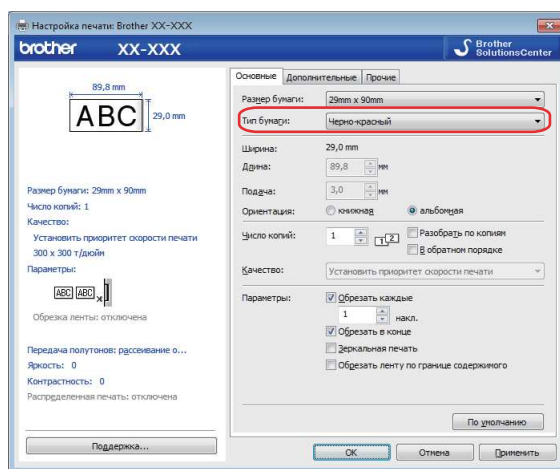 Настройка печати: Brother XX-XXX
brother XX-XXX
Brother
SolutionsCenter
89,8 mm
ABC
29,0 mm
Размер бумаги: 29mm x 90mm
Число копий: 1
Качество:
Установить приоритет скорости печати
300 x 300 т/дюйм
Параметры:
ABC ABC
Обрезка ленты: отключена
Передача полутонов: рассеивание о...
Яркость: 0
Контрастность: 0
Распределенная печать: отключена
Поддержка...
Основные Дополнительные Прочие
Размер бумаги: 29mm x 90mm
Тип бумаги: Черно-красный
Ширина: 29,0 mm
Длина: 89,8 мм
Подача: 3,0 мм
Ориентация: книжная альбомная
Число копий: 1 1 2 Разобрать по копиям
В обратном порядке
Качество: Установить приоритет скорости печати
Параметры: Обрезать каждые
1 накл.
Обрезать в конце
Зеркальная печать
Обрезать ленту по границе содержимого
По умолчанию
OK Отмена Применить